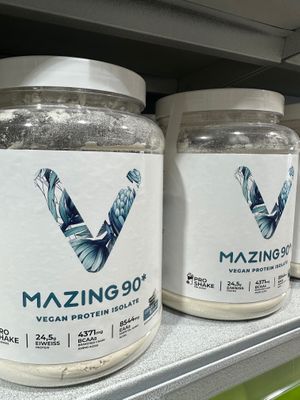 V
MAZING 90*
VEGAN PROTEIN ISOLATE
PRO
SHAKE
24,5g
EIWEISS
PROTEIN
4371mg
BCAAs
8544mg
V
MAZING 90*
VEGAN PROTEIN ISOLATE
PRO
SHAKE
24,5g
EIWEISS
4371mg
BCAAs